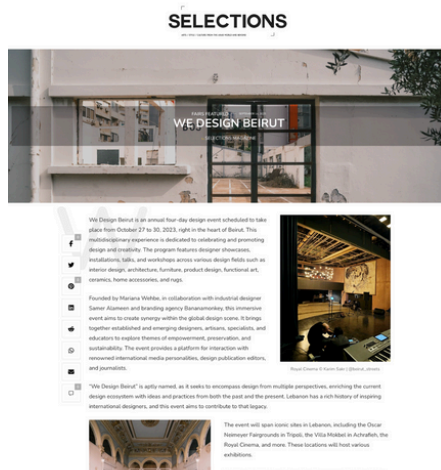 SELECTIONS
WE DESIGN BEIRUT
SELECTIONS MAGAZINE
We Design Beirut is an annual four-day design event scheduled to take
place from October 27 to 30, 2023, right in the heart of Beirut. This
multidisciplinary experience is dedicated to celebrating and promoting
design and creativity. The program features designer showcases,
installations, talks, and workshops across various design fields such as
interior design, architecture, furniture, product design, functional art,
ceramics, home accessories, and rugs.
Founded by Mariana Wehbe, in collaboration with industrial designer
Samer Alameen and branding agency Bananamonkey, this immersive
event aims to create synergy within the global design scene. It brings
together established and emerging designers, artisans, specialists, and
educators to explore themes of empowerment, preservation, and
sustainability. The event provides a platform for interaction with
renowned international media personalities, design publication editors,
and journalists.
Royal Cinema © Karim Sakr | @beirut_streets
"We Design Beirut" is aptly named, as it seeks to encompass design from multiple perspectives, enriching the current
design ecosystem with ideas and practices from both the past and the present. Lebanon has a rich history of inspiring
international designers, and this event aims to contribute to that legacy.
The event will span iconic sites in Lebanon, including the Oscar
Neimeyer Fairgrounds in Tripoli, the Villa Mokbel in Achrafieh, the
Royal Cinema, and more. These locations will host various
exhibitions.